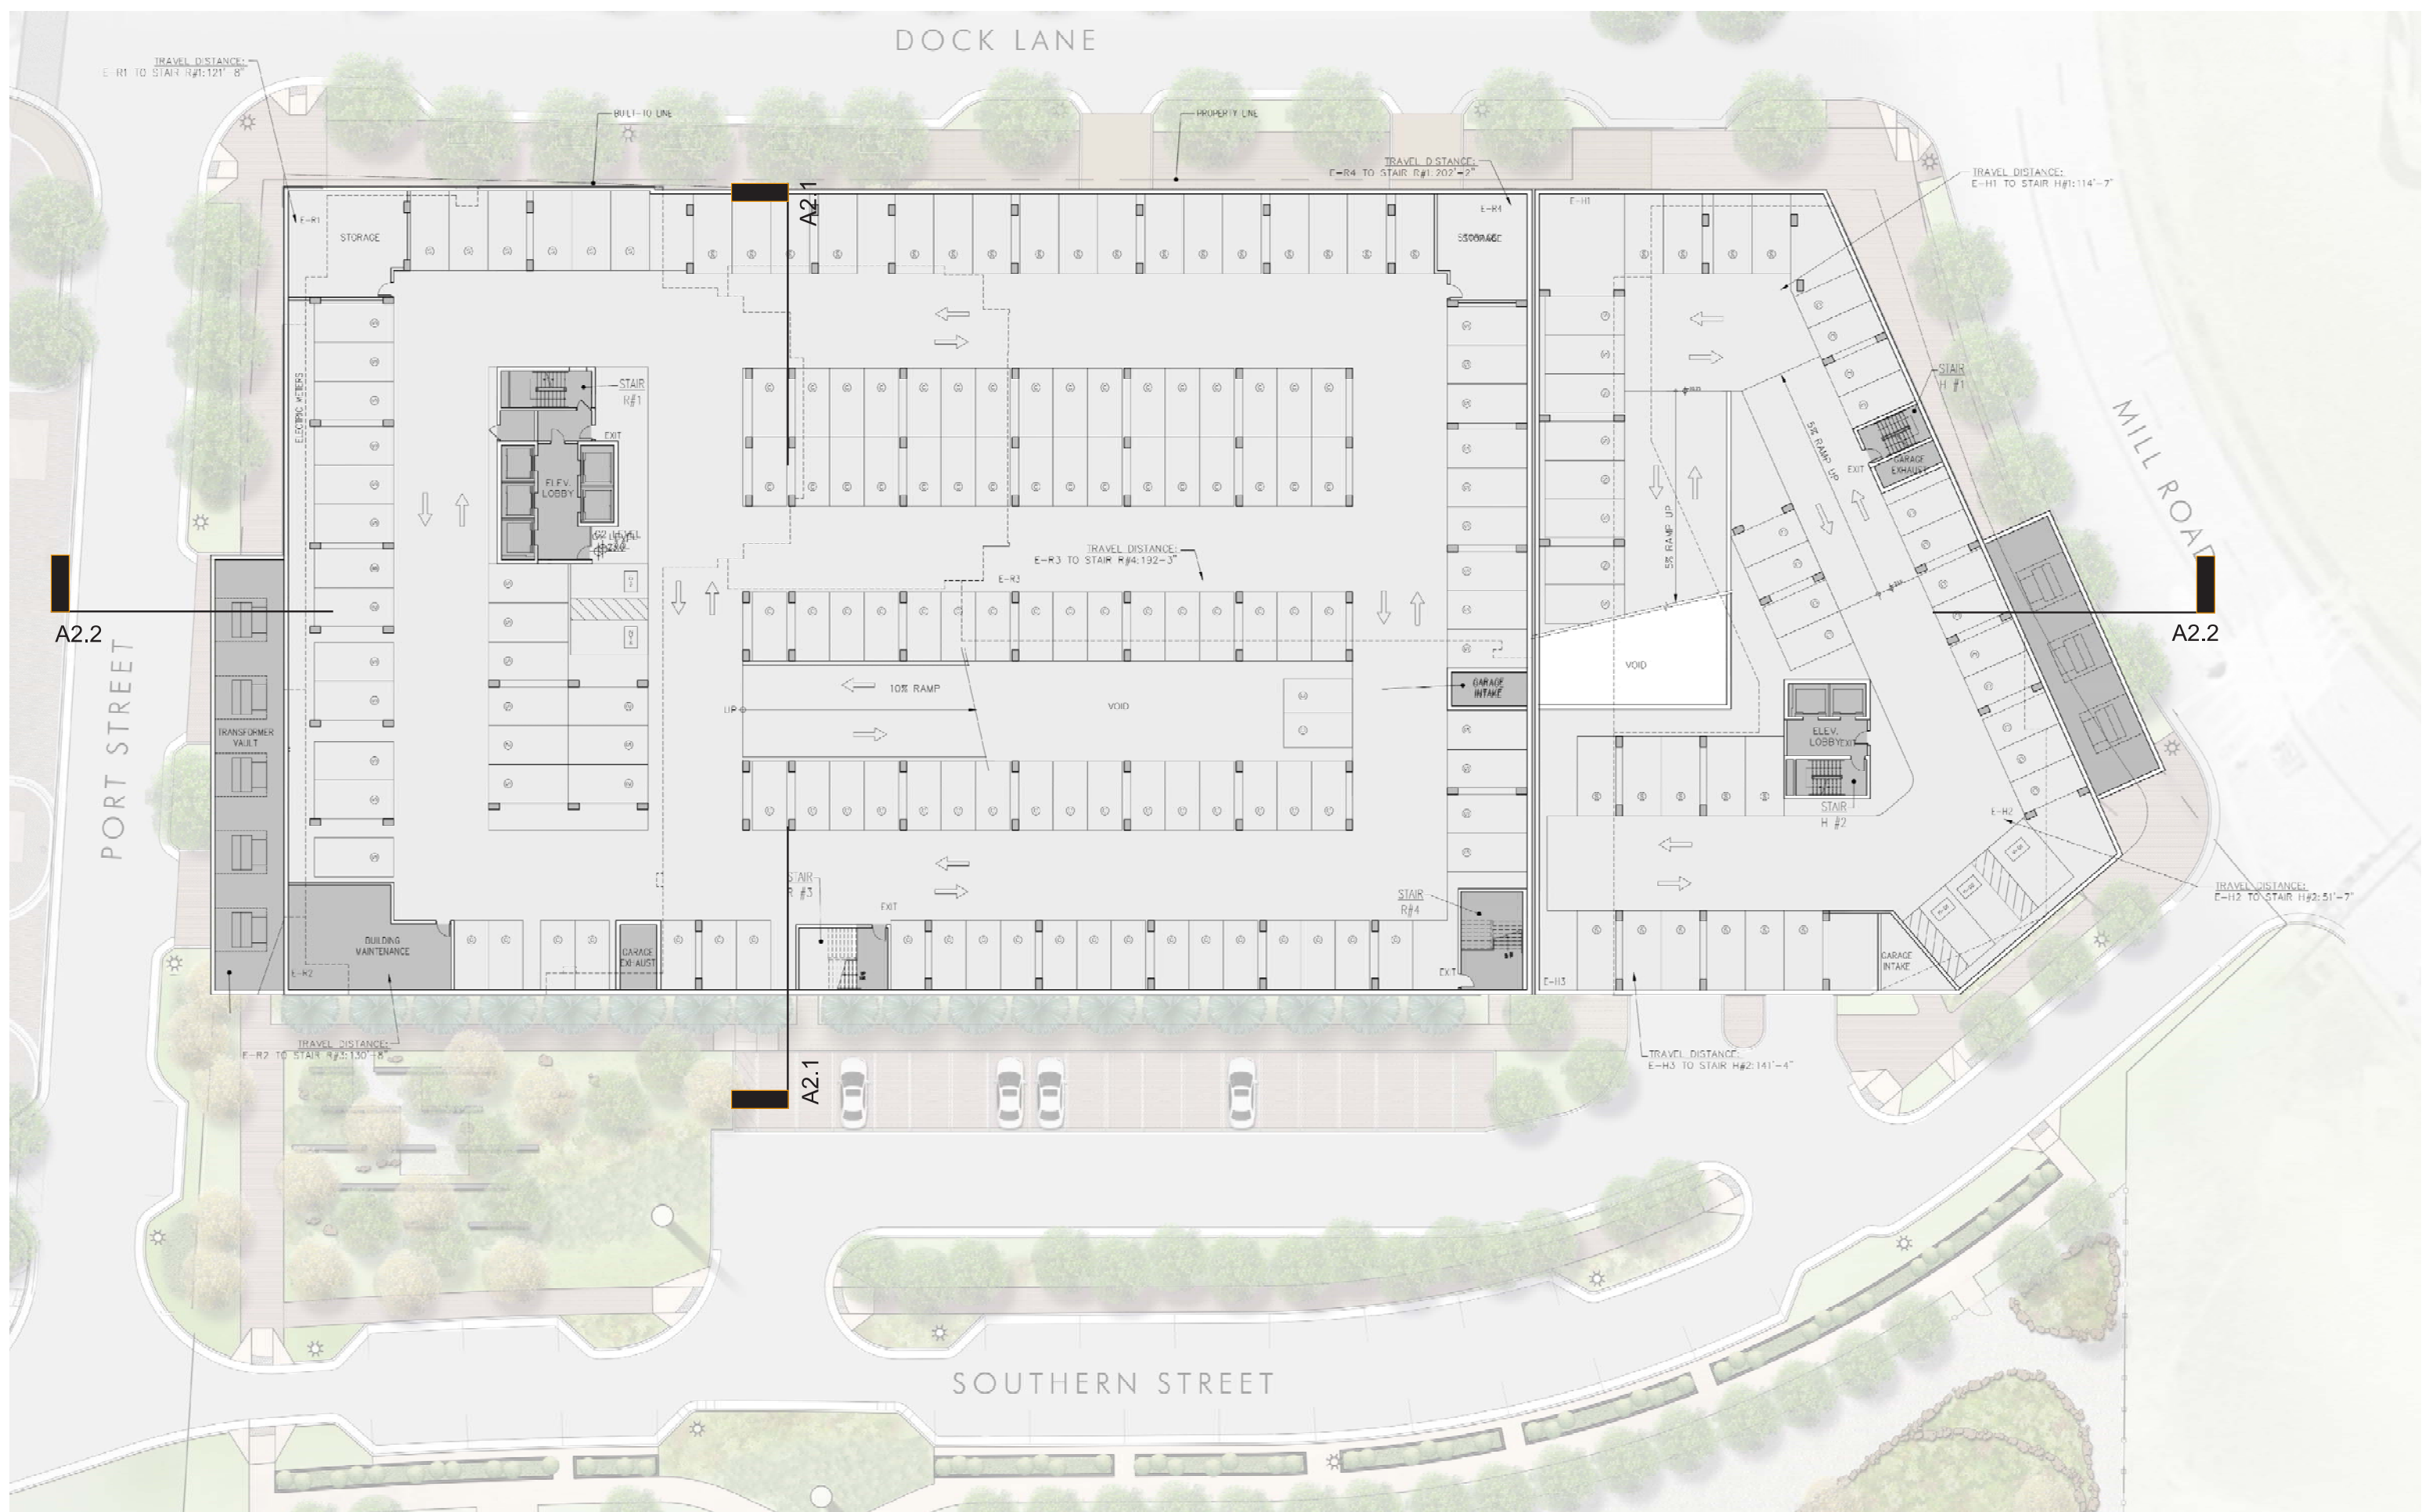 DOCK LANE
TRAVEL DISTANCE:
E-R1 TO STAIR R#1:121'-8"
BUILT-TO LINE
PROPERTY LINE
TRAVEL DISTANCE:
E-R4 TO STAIR R#1:202'-2"
TRAVEL DISTANCE:
E-H1 TO STAIR H#1:114'-7"
A2.1
E-R1
STORAGE
E-R4
STORAGE
E-H1
ELECTRIC METERS
STAIR
R#1
EXIT
ELEV.
LOBBY
STAIR
H #1
GARAGE
EXHAUST
EXIT
5% RAMP UP
5% RAMP UP
MILL ROAD
TRAVEL DISTANCE:
E-R3 TO STAIR R#4:192'-3"
E-R3
A2.2
A2.2
PORT STREET
TRANSFORMER
VAULT
10% RAMP
UP
VOID
GARAGE
INTAKE
VOID
ELEV.
LOBBY
EXIT
STAIR
H #2
E-H2
STAIR
R #3
EXIT
STAIR
R#4
EXIT
TRAVEL DISTANCE:
E-H2 TO STAIR H#2:51'-7"
BUILDING
MAINTENANCE
E-R2
GARAGE
EXHAUST
GARAGE
INTAKE
E-H3
TRAVEL DISTANCE:
E-R2 TO STAIR R#3:130'-8"
TRAVEL DISTANCE:
E-H3 TO STAIR H#2:141'-4"
A2.1
SOUTHERN STREET